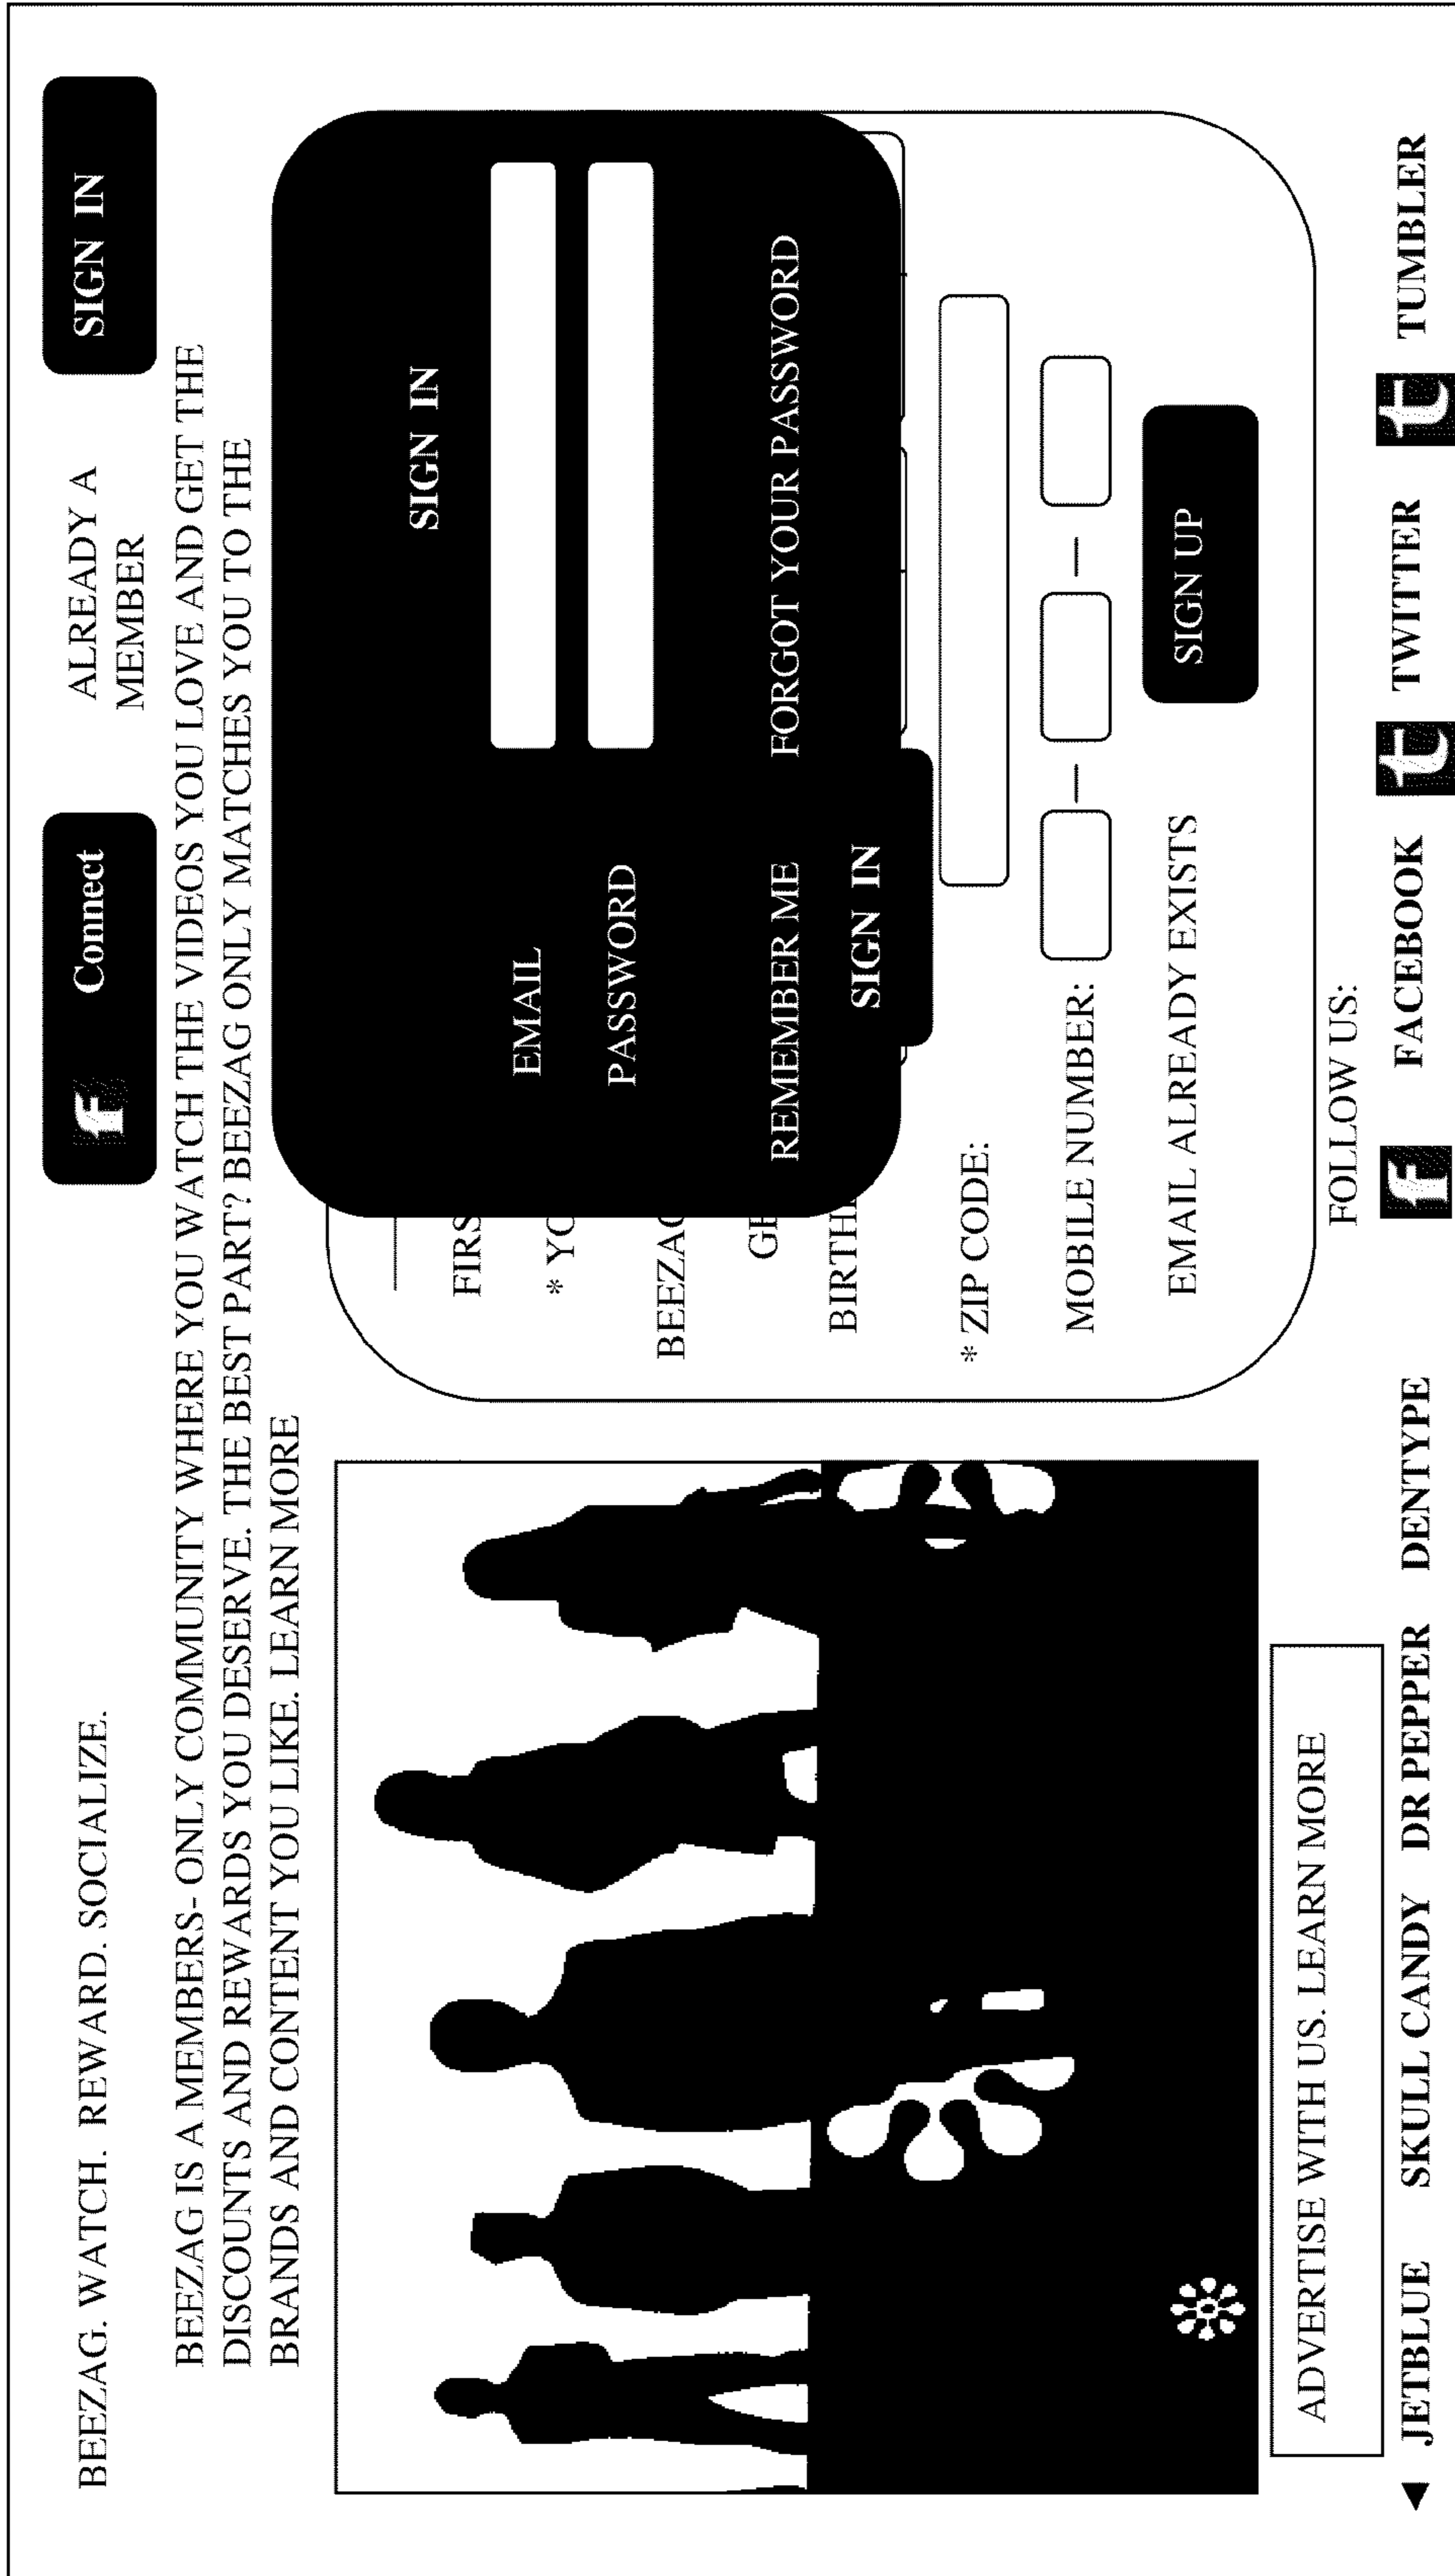 BEEZAG. WATCH. REWARD. SOCIALIZE.
f Connect
ALREADY A
MEMBER
SIGN IN
BEEZAG IS A MEMBERS- ONLY COMMUNITY WHERE YOU WATCH THE VIDEOS YOU LOVE AND GET THE
DISCOUNTS AND REWARDS YOU DESERVE. THE BEST PART? BEEZAG ONLY MATCHES YOU TO THE
BRANDS AND CONTENT YOU LIKE. LEARN MORE
SIGN IN
EMAIL
PASSWORD
REMEMBER ME FORGOT YOUR PASSWORD
SIGN IN
FIRS
* YO
BEEZAG
GE
BIRTH
* ZIP CODE:
MOBILE NUMBER:
EMAIL ALREADY EXISTS
SIGN UP
ADVERTISE WITH US. LEARN MORE
FOLLOW US:
JETBLUE SKULL CANDY DR PEPPER DENTYPE
f FACEBOOK t TWITTER t TUMBLER